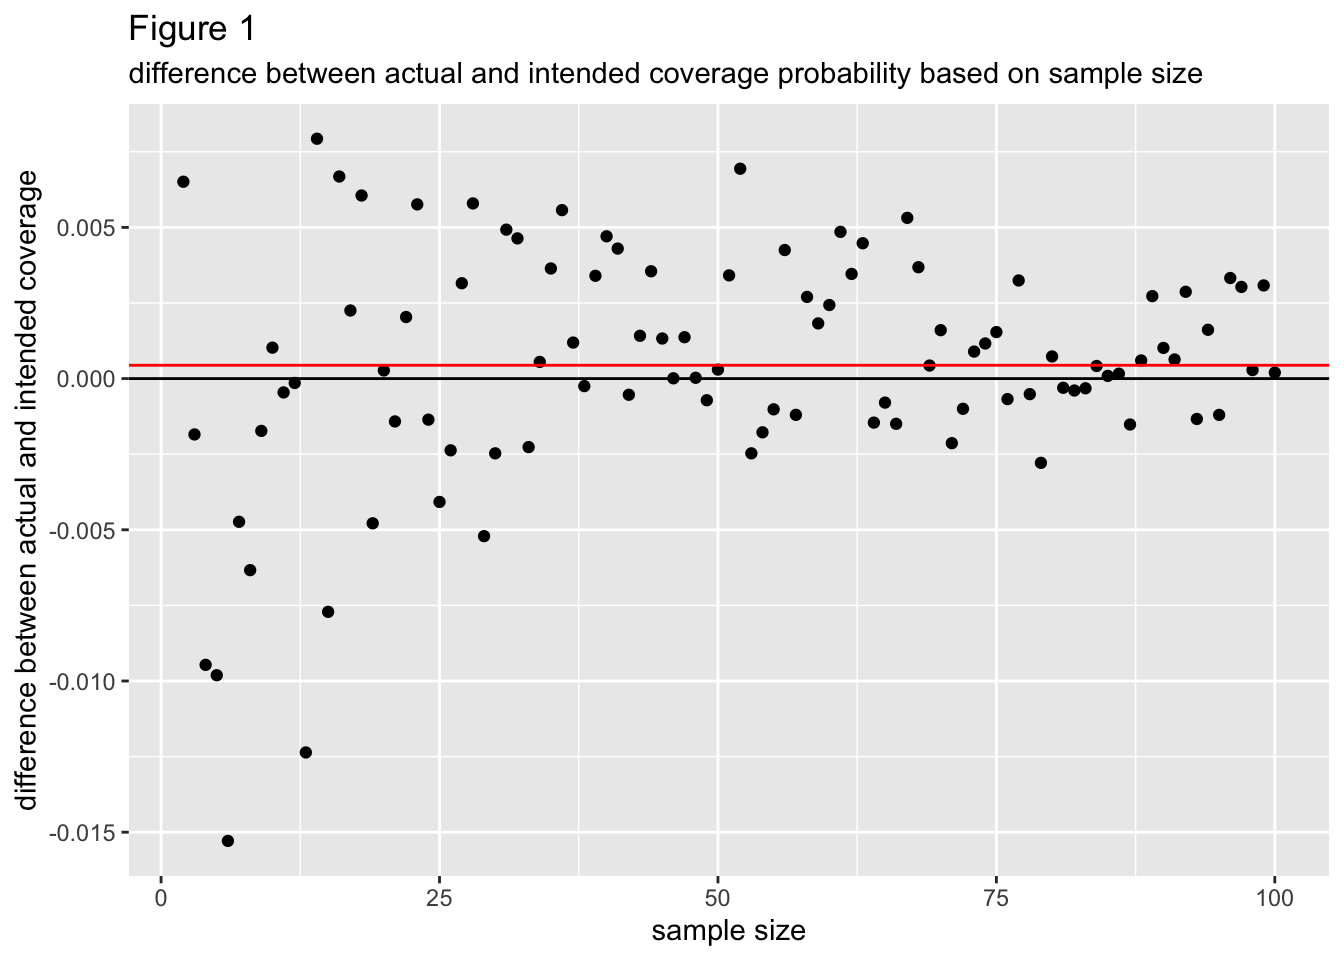 Figure 1
difference between actual and intended coverage probability based on sample size
difference between actual and intended coverage
0.005
0.000
-0.005
-0.010
-0.015
0 25 50 75 100
sample size